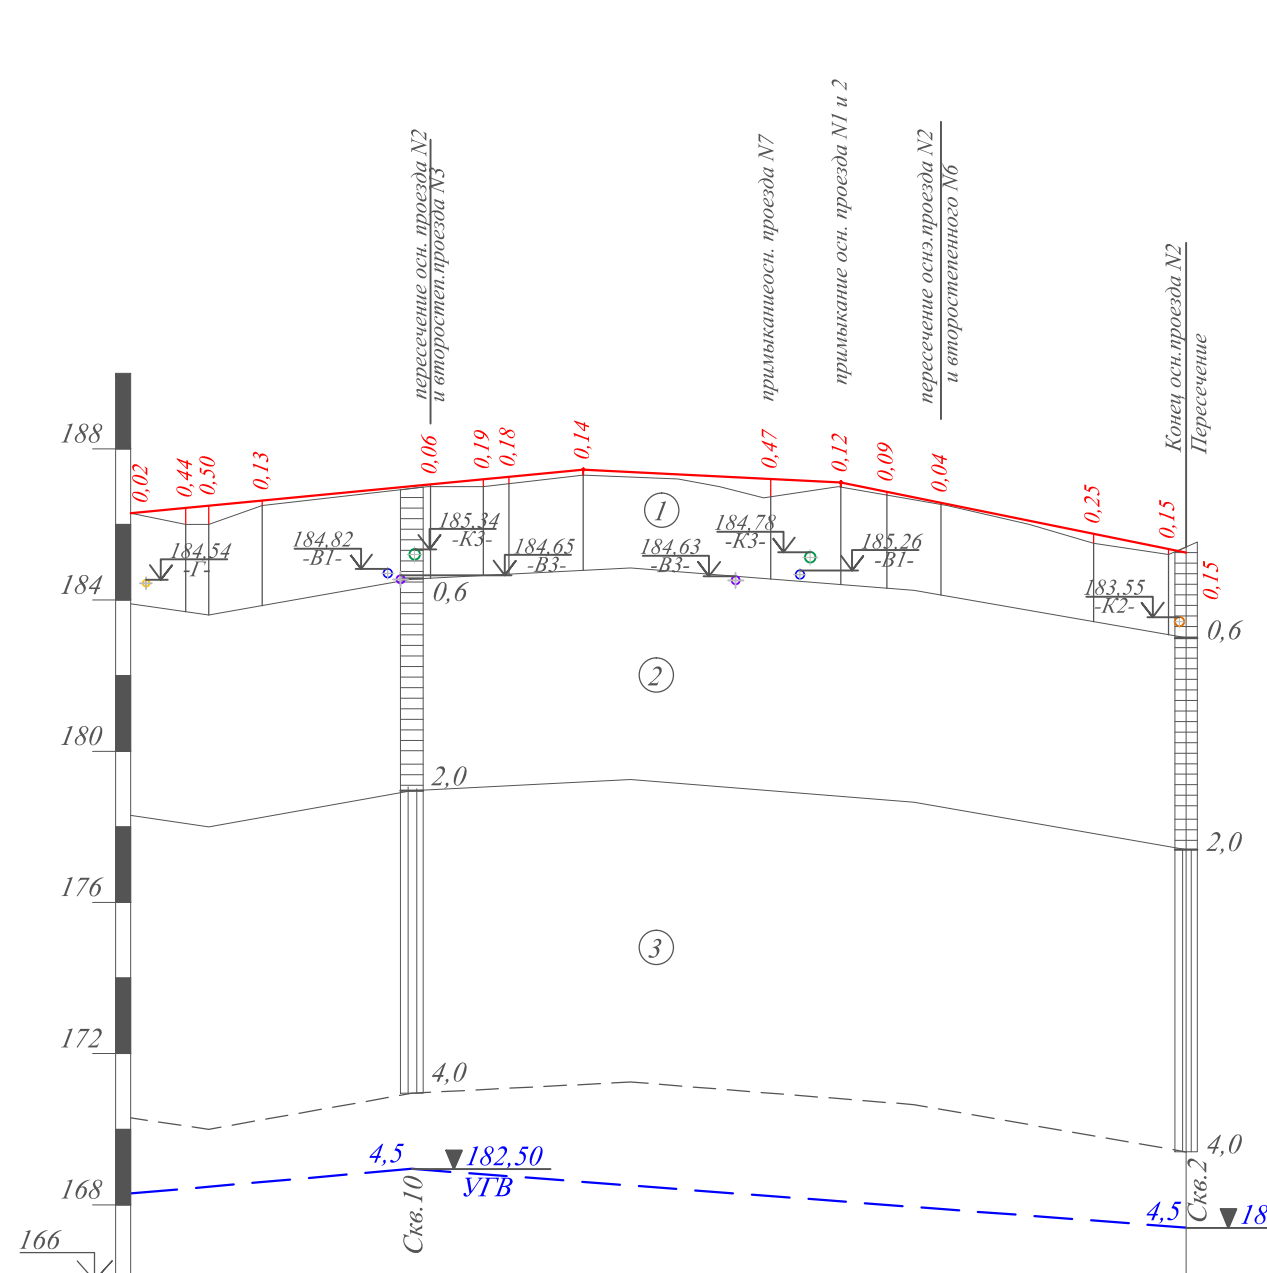 пересечение осн. проезда N2
и второстеп.проезда N3
примыканиеосн. проезда N7
примыкание осн. проезда N1 и 2
пересечение оснэ.проезда N2
и второстепенного N6
Конец осн.проезда N2
Пересечение
188
184
180
176
172
168
166
0,02
0,44
0,50
0,13
0,06
0,19
0,18
0,14
0,47
0,12
0,09
0,04
0,25
0,15
0,15
184,54
-Г-
184,82
-В1-
185,34
-К3-
184,65
-В3-
184,63
-В3-
184,78
-К3-
185,26
-В1-
183,55
-К2-
1
2
3
0,6
2,0
4,0
0,6
2,0
4,0
4,5
182,50
УГВ
4,5
18
Скв.10
Скв.2